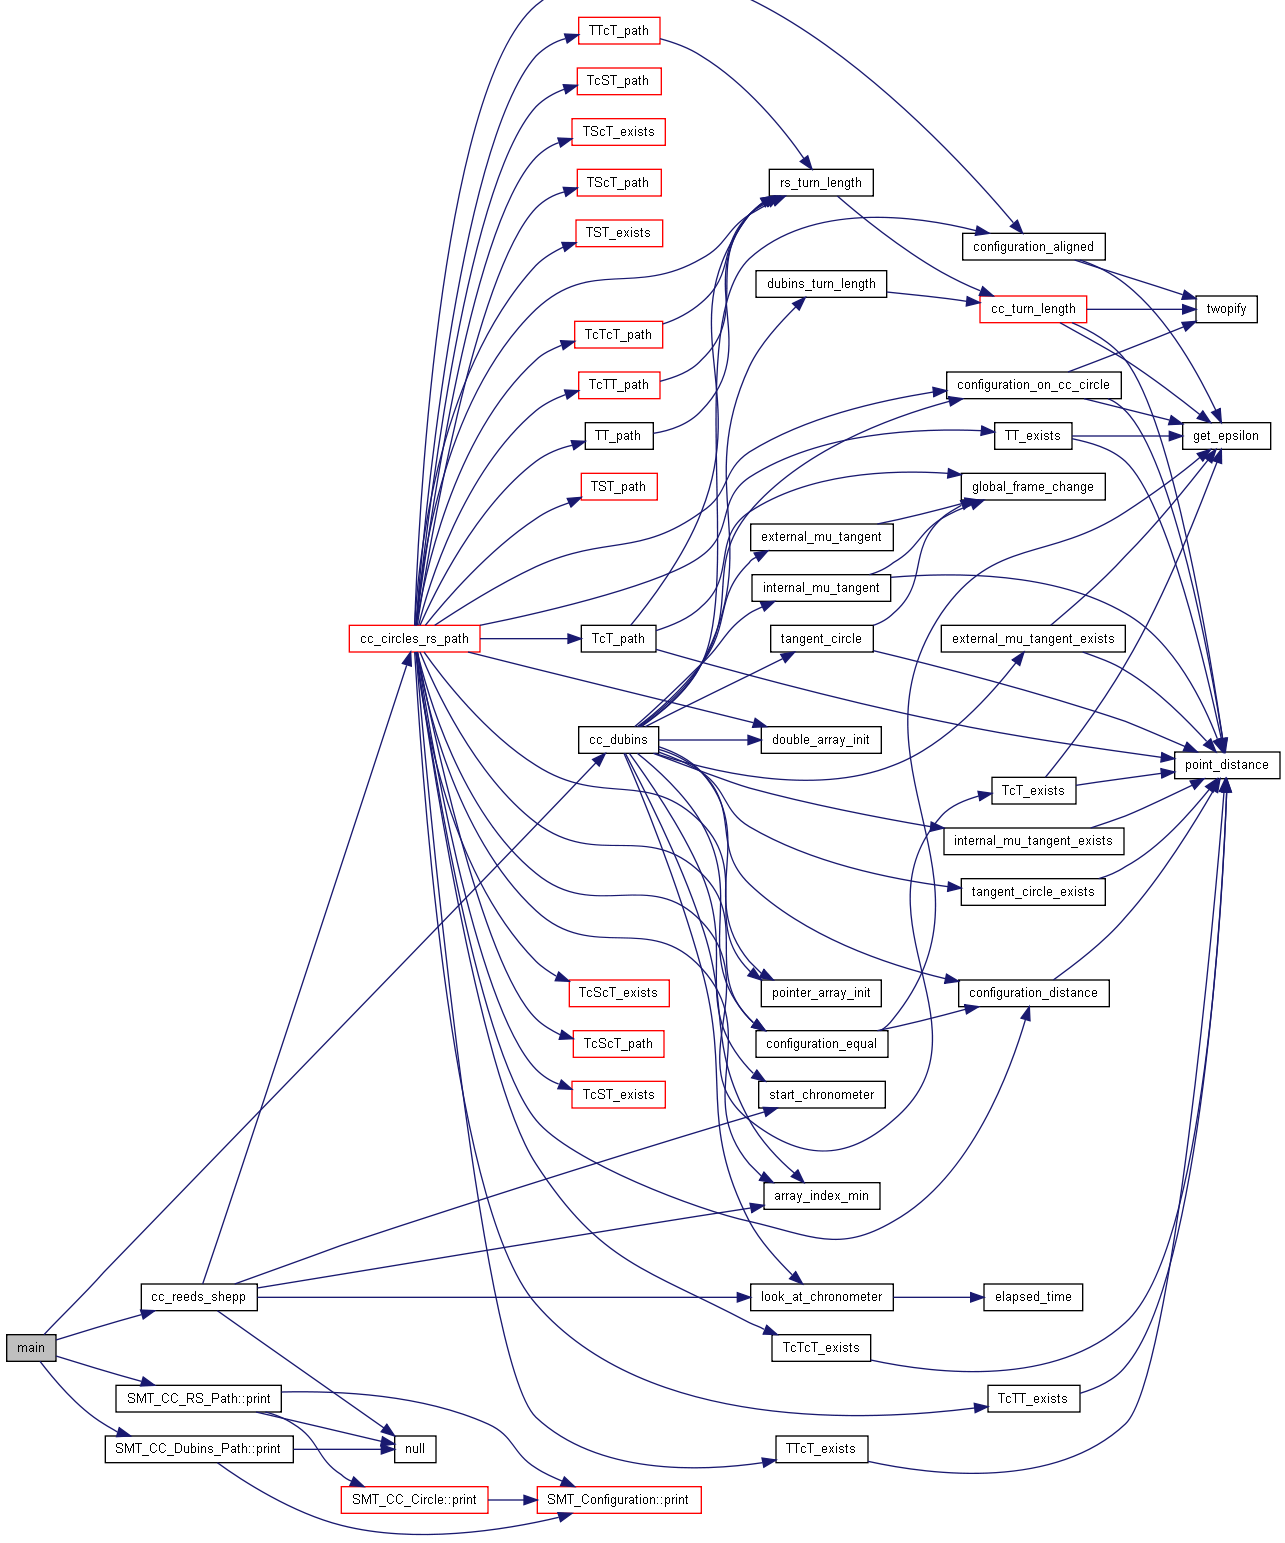 TTcT_path
TcST_path
TScT_exists
TScT_path
rs_turn_length
TST_exists
configuration_aligned
dubins_turn_length
cc_turn_length
twopify
TcTcT_path
TcTT_path
configuration_on_cc_circle
TT_path
TT_exists
get_epsilon
TST_path
global_frame_change
external_mu_tangent
internal_mu_tangent
cc_circles_rs_path
TcT_path
tangent_circle
external_mu_tangent_exists
cc_dubins
double_array_init
point_distance
TcT_exists
internal_mu_tangent_exists
tangent_circle_exists
TcScT_exists
pointer_array_init
configuration_distance
TcScT_path
configuration_equal
TcST_exists
start_chronometer
array_index_min
cc_reeds_shepp
look_at_chronometer
elapsed_time
main
TcTcT_exists
SMT_CC_RS_Path::print
TcTT_exists
SMT_CC_Dubins_Path::print
null
TTcT_exists
SMT_CC_Circle::print
SMT_Configuration::print